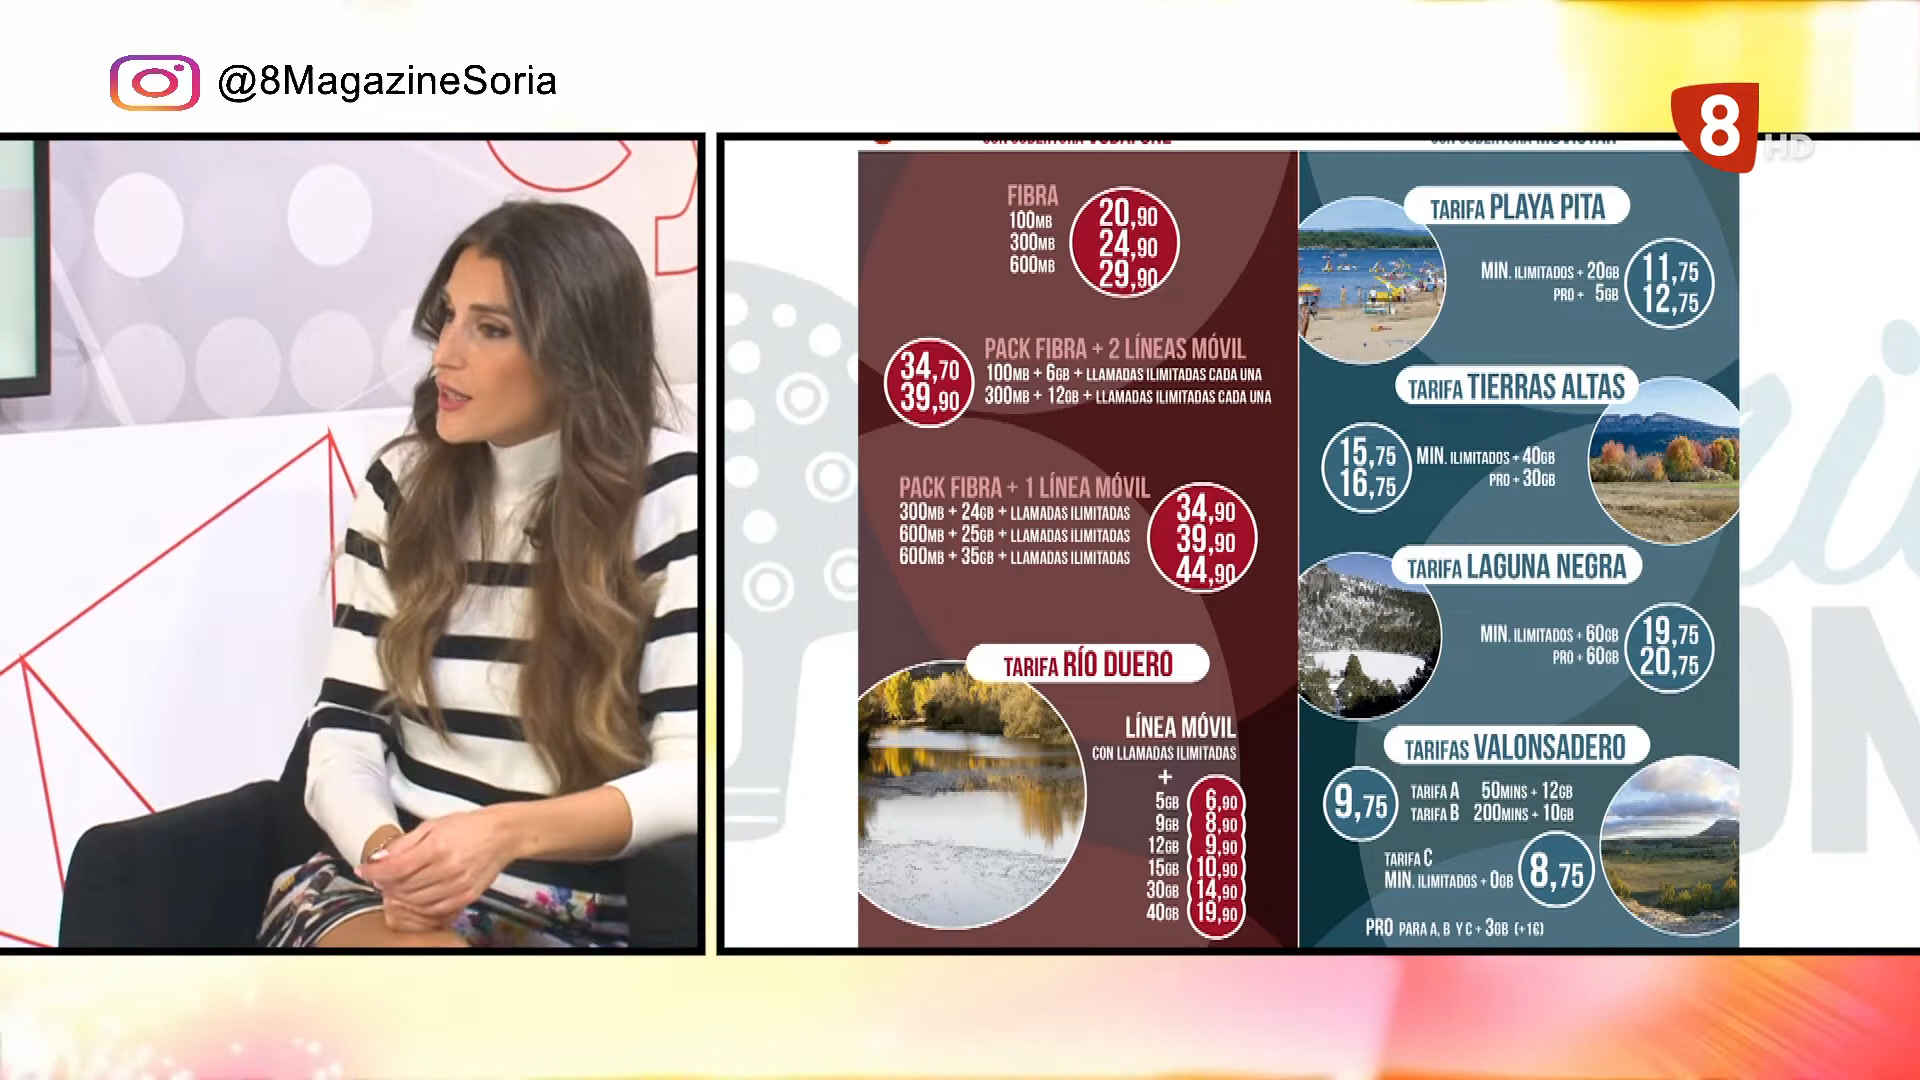 @8MagazineSoria
8
HD
CON COBERTURA VODAFONE
CON COBERTURA MOVISTAR
FIBRA
100MB 20,90
300MB 24,90
600MB 29,90
PACK FIBRA + 2 LÍNEAS MÓVIL
34,70 100MB + 6GB + LLAMADAS ILIMITADAS CADA UNA
39,90 300MB + 12GB + LLAMADAS ILIMITADAS CADA UNA
PACK FIBRA + 1 LÍNEA MÓVIL
300MB + 24GB + LLAMADAS ILIMITADAS 34,90
600MB + 25GB + LLAMADAS ILIMITADAS 39,90
600MB + 35GB + LLAMADAS ILIMITADAS 44,90
TARIFA RÍO DUERO
LÍNEA MÓVIL
CON LLAMADAS ILIMITADAS
+
5GB 6,90
9GB 8,90
12GB 9,90
15GB 10,90
30GB 14,90
40GB 19,90
TARIFA PLAYA PITA
MIN. ILIMITADOS + 20GB 11,75
PRO + 5GB 12,75
TARIFA TIERRAS ALTAS
15,75 MIN. ILIMITADOS + 40GB
16,75 PRO + 30GB
TARIFA LAGUNA NEGRA
MIN. ILIMITADOS + 60GB 19,75
PRO + 60GB 20,75
TARIFAS VALONSADERO
9,75
TARIFA A 50MINS + 12GB
TARIFA B 200MINS + 10GB
TARIFA C
MIN. ILIMITADOS + 0GB 8,75
PRO PARA A, B Y C + 3GB (+1€)